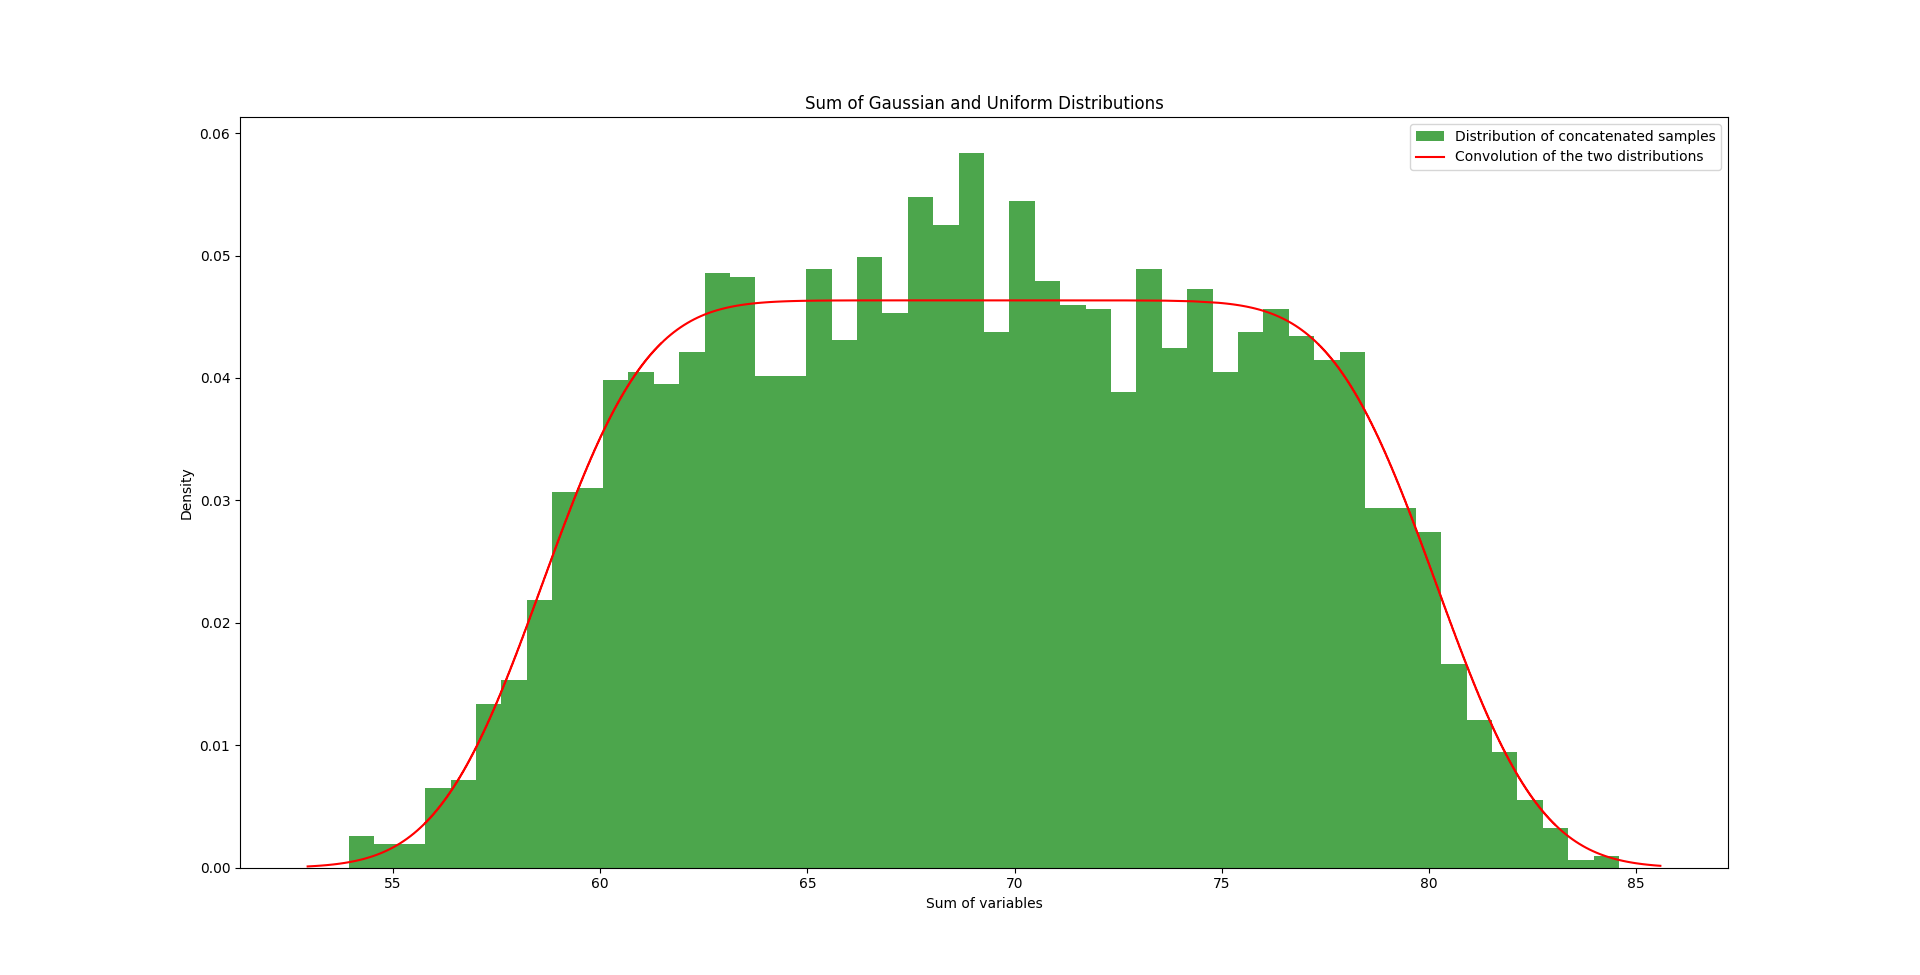 Sum of Gaussian and Uniform Distributions
Distribution of concatenated samples
Convolution of the two distributions
0.06
0.05
0.04
0.03
0.02
0.01
0.00
Density
55 60 65 70 75 80 85
Sum of variables